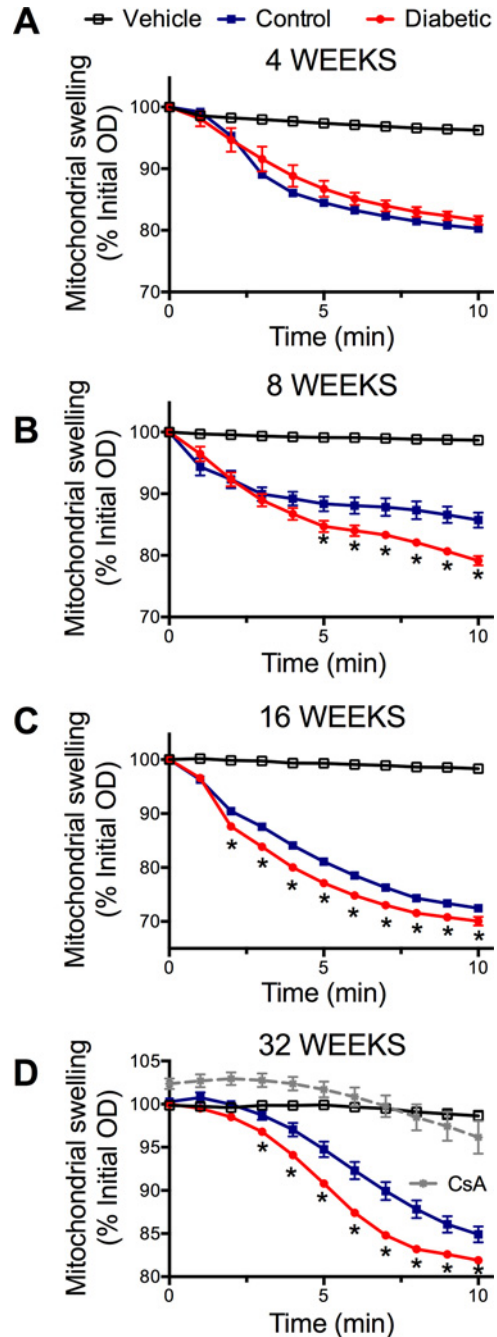 A
Vehicle Control Diabetic
4 WEEKS
Mitochondrial swelling
(% Initial OD)
100
90
80
70
0 5 10
Time (min)
B
8 WEEKS
Mitochondrial swelling
(% Initial OD)
100
90
80
70
* * * * * *
0 5 10
Time (min)
C
16 WEEKS
Mitochondrial swelling
(% Initial OD)
100
90
80
70
* * * * * * * * *
0 5 10
Time (min)
D
32 WEEKS
Mitochondrial swelling
(% Initial OD)
105
100
95
90
85
80
CsA
* * * * * * * *
0 5 10
Time (min)